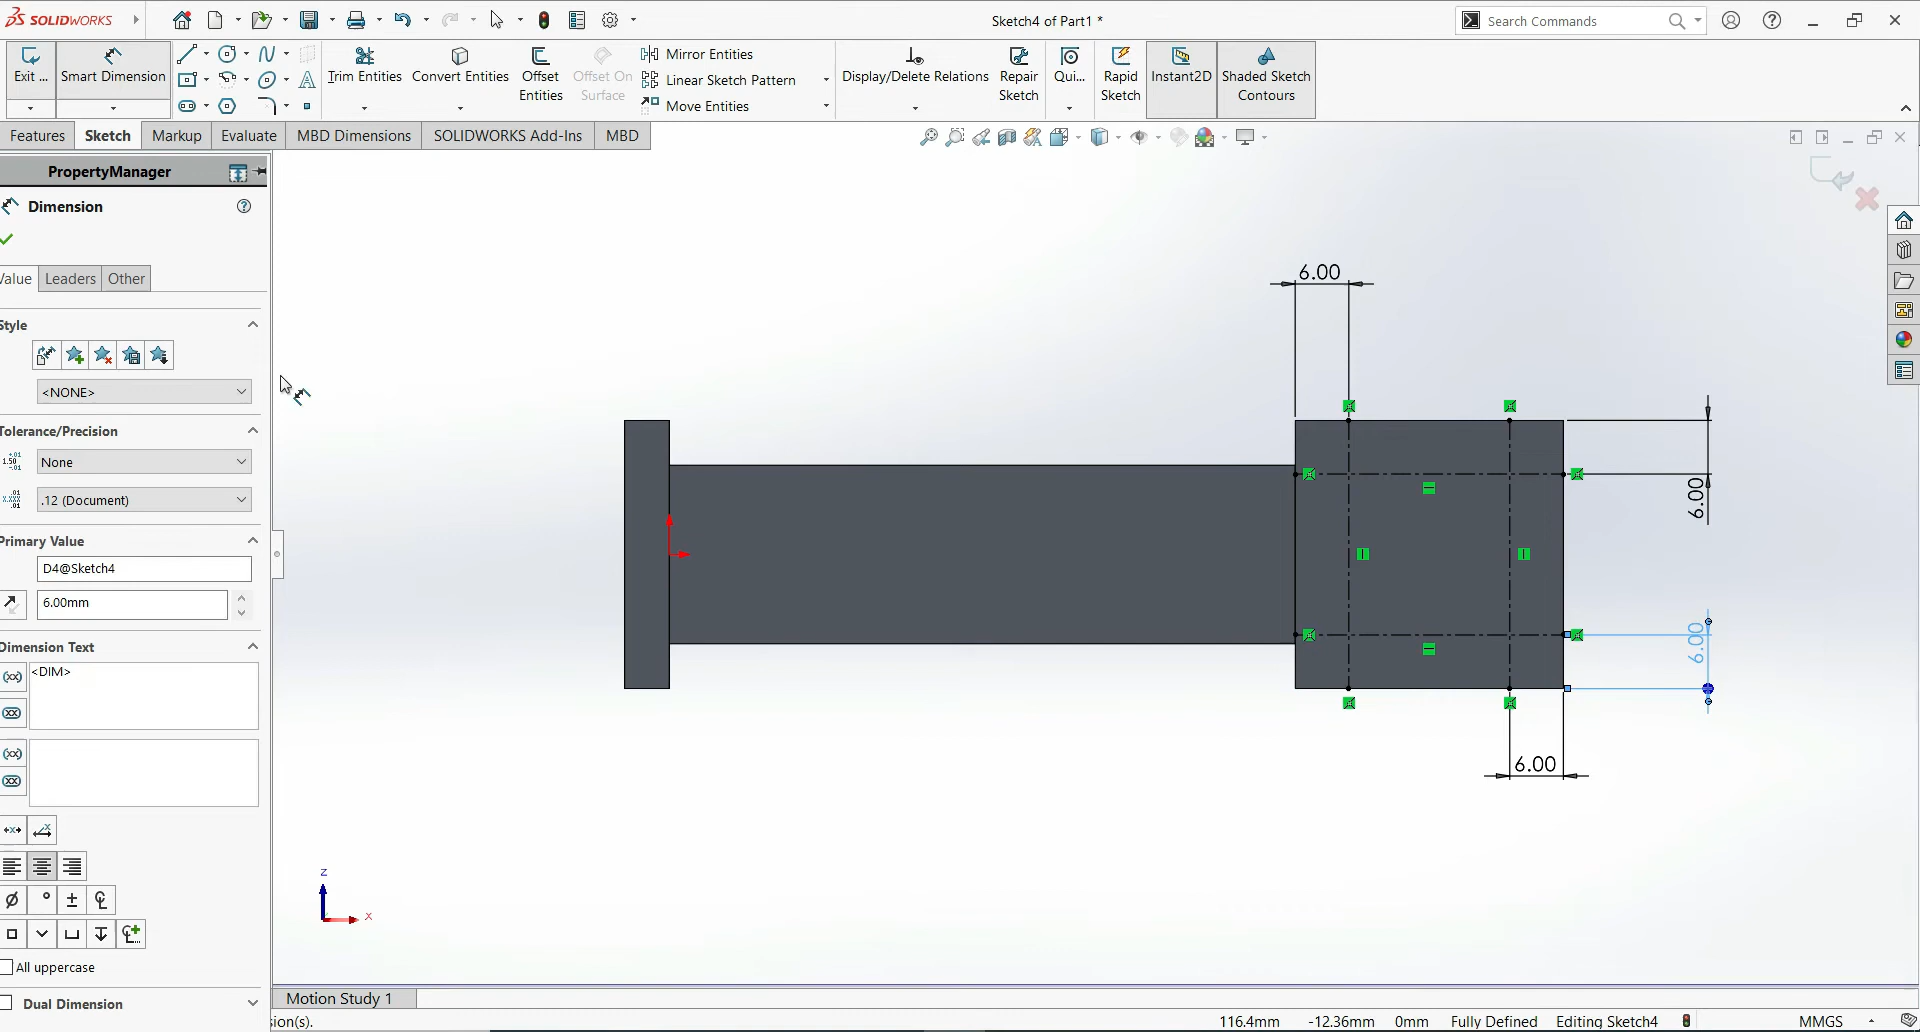 SOLIDWORKS
Sketch4 of Part1 *
Search Commands
Exit ...
Smart Dimension
Trim Entities
Convert Entities
Offset
Entities
Offset On
Surface
Mirror Entities
Linear Sketch Pattern
Move Entities
Display/Delete Relations
Repair
Sketch
Qui...
Rapid
Sketch
Instant2D
Shaded Sketch
Contours
Features
Sketch
Markup
Evaluate
MBD Dimensions
SOLIDWORKS Add-Ins
MBD
PropertyManager
Dimension
Value
Leaders
Other
Style
<NONE>
Tolerance/Precision
None
.12 (Document)
Primary Value
D4@Sketch4
6.00mm
Dimension Text
<DIM>
All uppercase
Dual Dimension
6.00
6.00
6.00
6.00
z
x
Motion Study 1
sion(s).
116.4mm
-12.36mm
0mm
Fully Defined
Editing Sketch4
MMGS